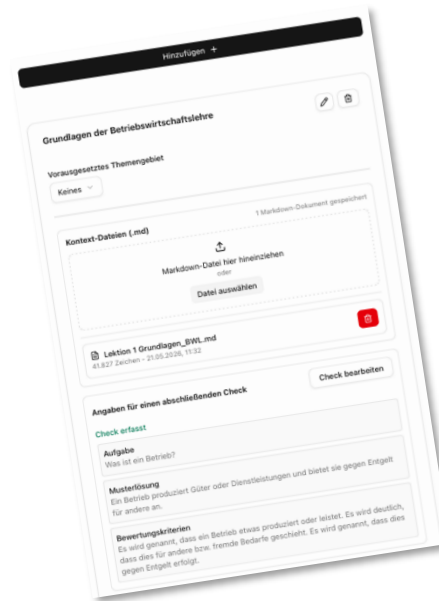 Hinzufügen +
Grundlagen der Betriebswirtschaftslehre
Vorausgesetztes Themengebiet
Keines
Kontext-Dateien (.md)
1 Markdown-Dokument gespeichert
Markdown-Datei hier hineinziehen
oder
Datei auswählen
Lektion 1 Grundlagen_BWL.md
41.827 Zeichen - 21.05.2026, 11:32
Angaben für einen abschließenden Check
Check bearbeiten
Check erfasst
Aufgabe
Was ist ein Betrieb?
Musterlösung
Ein Betrieb produziert Güter oder Dienstleistungen und bietet sie gegen Entgelt
für andere an.
Bewertungskriterien
Es wird genannt, dass ein Betrieb etwas produziert oder leistet. Es wird deutlich,
dass dies für andere bzw. fremde Bedarfe geschieht. Es wird genannt, dass dies
gegen Entgelt erfolgt.